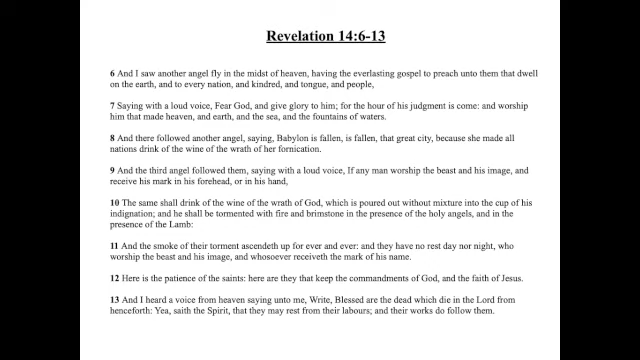 Revelation 14:6-13
6 And I saw another angel fly in the midst of heaven, having the everlasting gospel to preach unto them that dwell
on the earth, and to every nation, and kindred, and tongue, and people,
7 Saying with a loud voice, Fear God, and give glory to him; for the hour of his judgment is come: and worship
him that made heaven, and earth, and the sea, and the fountains of waters.
8 And there followed another angel, saying, Babylon is fallen, is fallen, that great city, because she made all
nations drink of the wine of the wrath of her fornication.
9 And the third angel followed them, saying with a loud voice, If any man worship the beast and his image, and
receive his mark in his forehead, or in his hand,
10 The same shall drink of the wine of the wrath of God, which is poured out without mixture into the cup of his
indignation; and he shall be tormented with fire and brimstone in the presence of the holy angels, and in the
presence of the Lamb:
11 And the smoke of their torment ascendeth up for ever and ever: and they have no rest day nor night, who
worship the beast and his image, and whosoever receiveth the mark of his name.
12 Here is the patience of the saints: here are they that keep the commandments of God, and the faith of Jesus.
13 And I heard a voice from heaven saying unto me, Write, Blessed are the dead which die in the Lord from
henceforth: Yea, saith the Spirit, that they may rest from their labours; and their works do follow them.